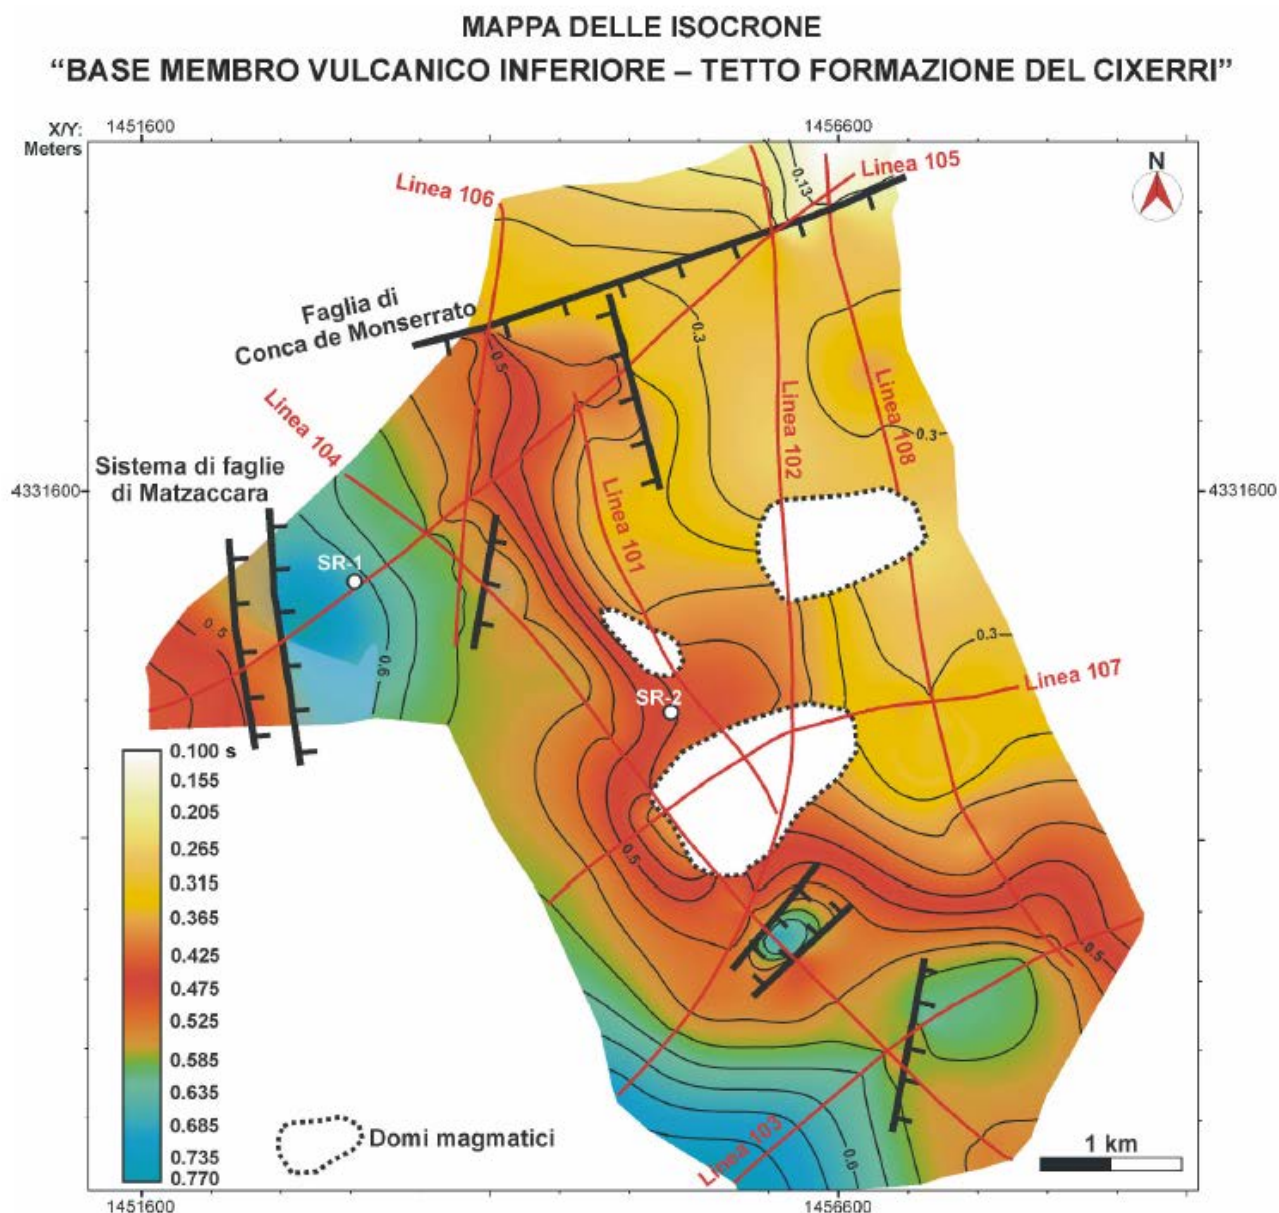 MAPPA DELLE ISOCRONE
“BASE MEMBRO VULCANICO INFERIORE – TETTO FORMAZIONE DEL CIXERRI”
X/Y:
Meters
1451600
1456600
N
Linea 105
0.13
Linea 106
Faglia di
Conca de Monserrato
0.3
0.5
Linea 104
Linea 102
Linea 108
0.3
Sistema di faglie
di Matzaccara
4331600
4331600
Linea 101
SR-1
0.5
0.6
0.3
Linea 107
SR-2
0.100 s
0.155
0.205
0.265
0.315
0.365
0.425
0.475
0.525
0.585
0.635
0.685
0.735
0.770
0.5
0.5
Domi magmatici
Linea 103
0.6
1 km
1451600
1456600